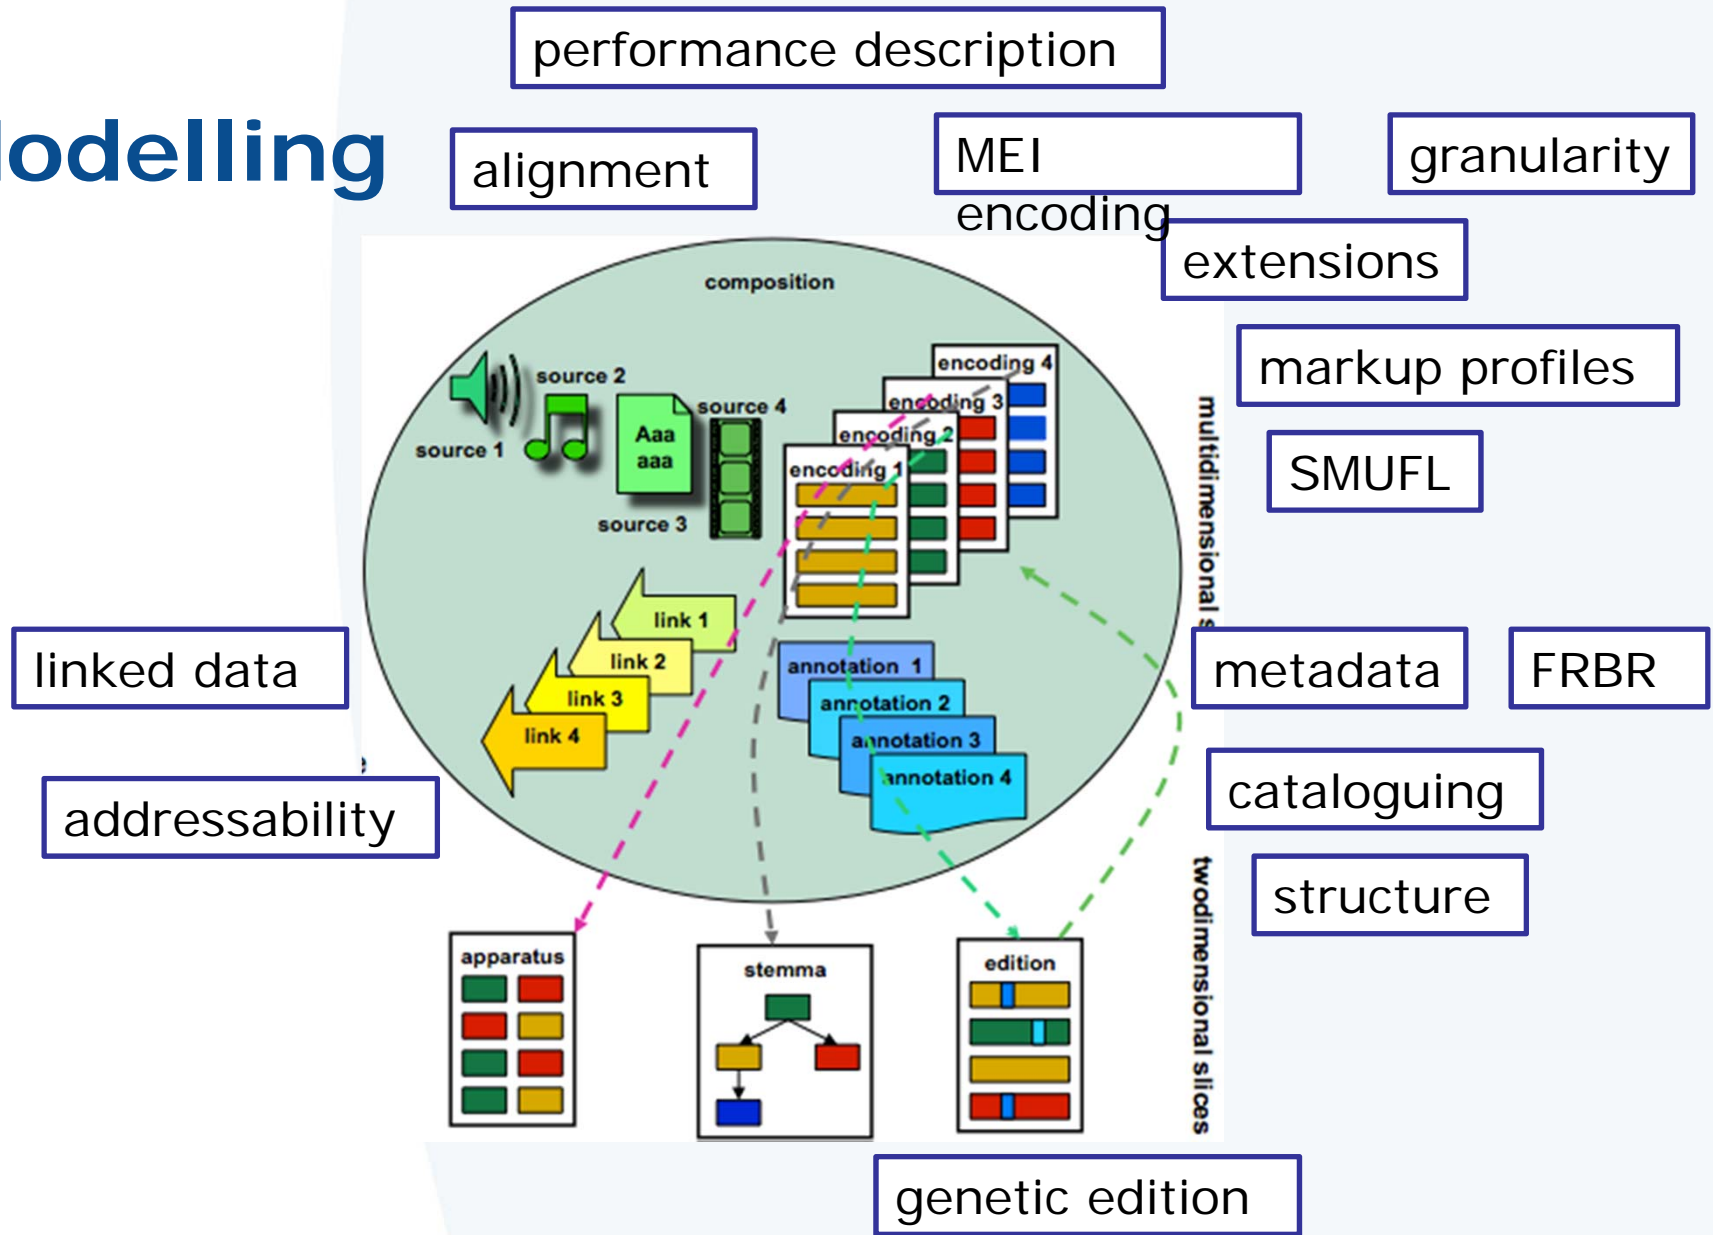 performance description
odelling
alignment
MEI
encoding
granularity
extensions
composition
markup profiles
encoding 4
source 2
encoding 3
source 4
Aaa
aaa
source 1
encoding 2
encoding 1
SMUFL
source 3
multidimensional s
link 1
link 2
link 3
link 4
linked data
annotation 1
annotation 2
annotation 3
annotation 4
metadata
FRBR
addressability
cataloguing
structure
twodimensional slices
apparatus
stemma
edition
genetic edition